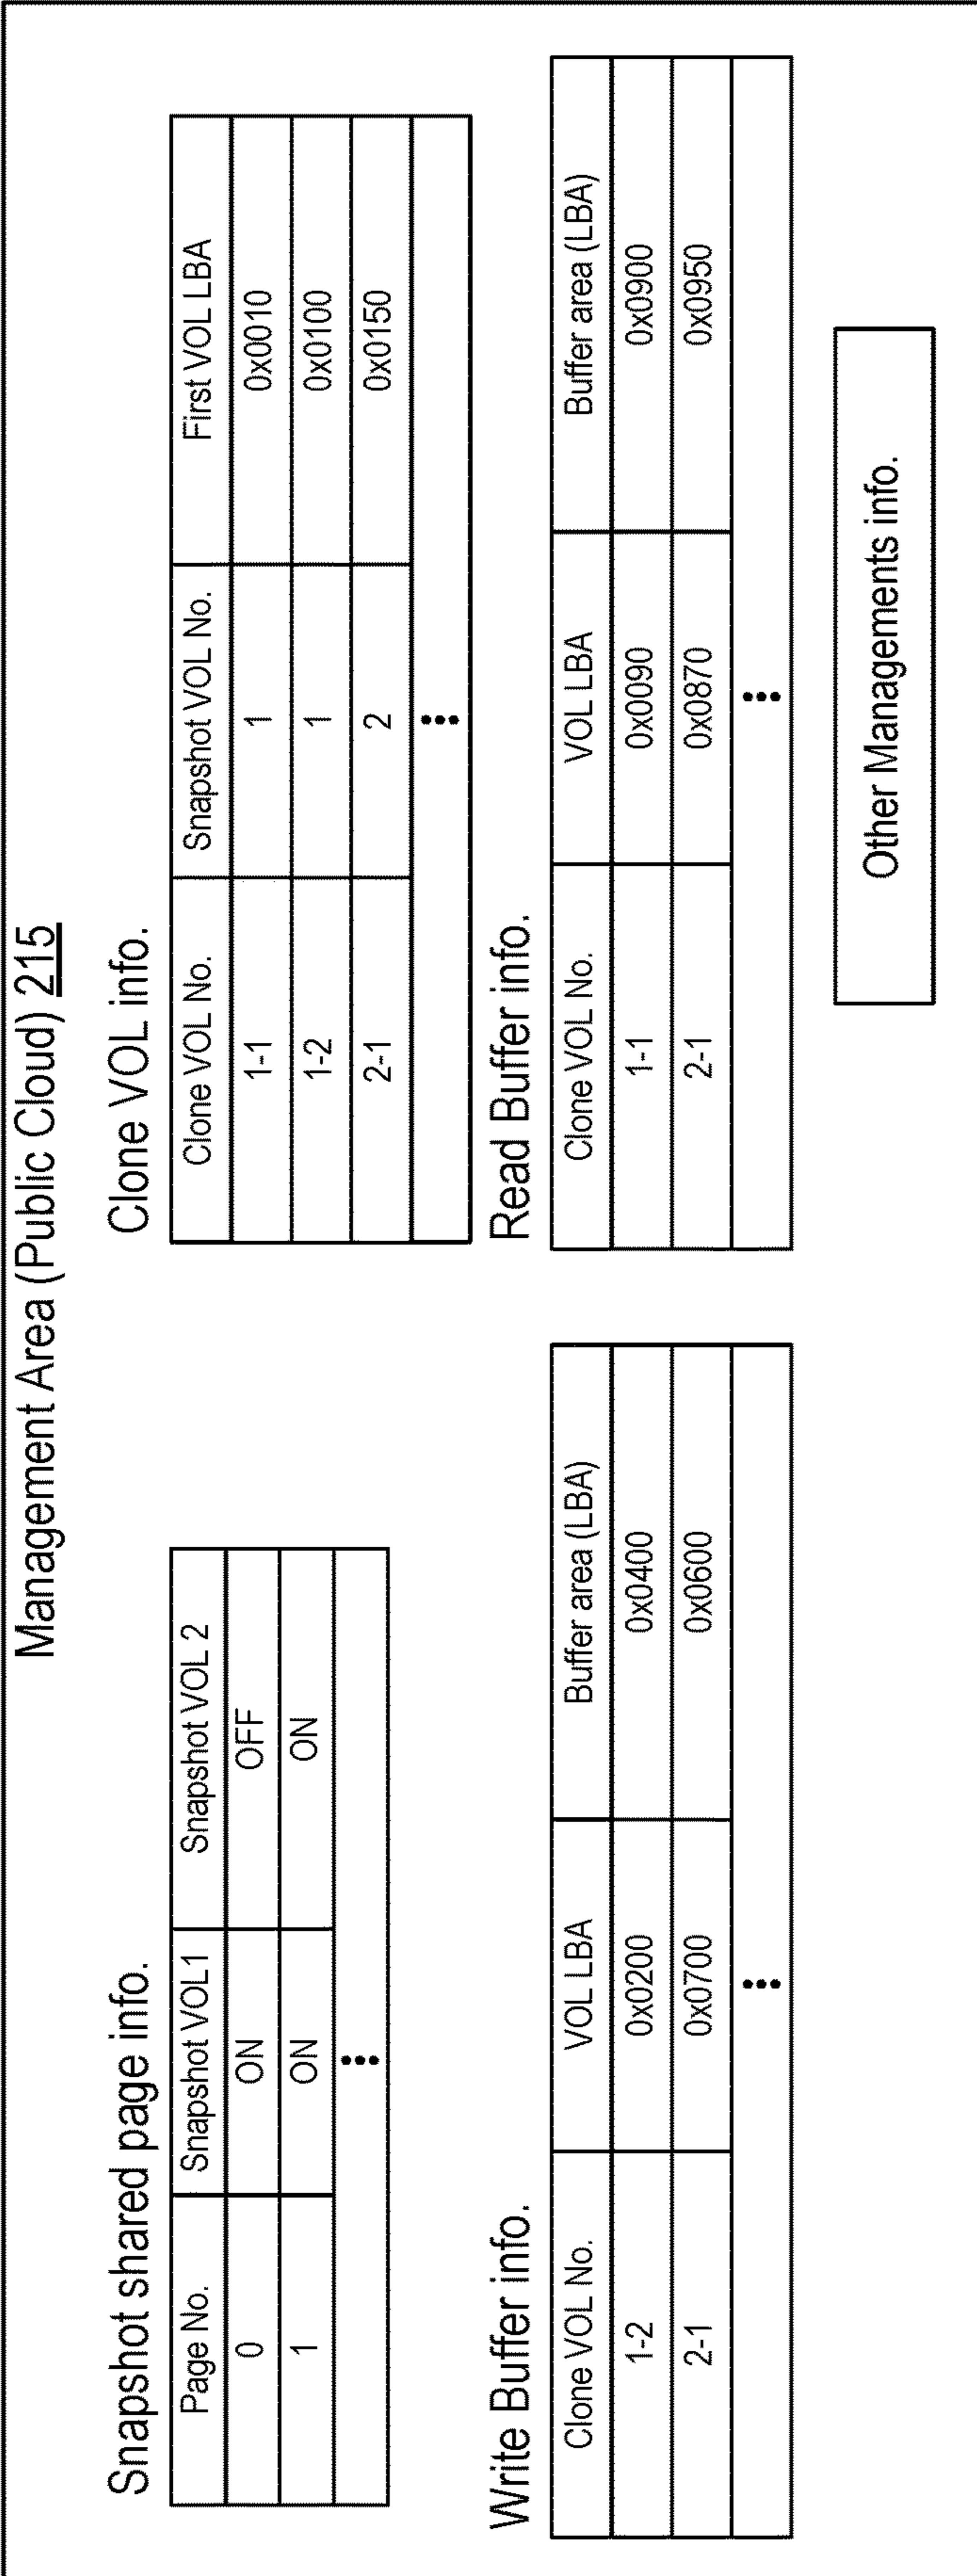 Management Area (Public Cloud) 215
Snapshot shared page info.
Page No. Snapshot VOL1 Snapshot VOL 2
0 ON OFF
1 ON ON
Clone VOL info.
Clone VOL No. Snapshot VOL No. First VOL LBA
1-1 1 0x0010
1-2 1 0x0100
2-1 2 0x0150
Write Buffer info.
Clone VOL No. VOL LBA Buffer area (LBA)
1-2 0x0200 0x0400
2-1 0x0700 0x0600
Read Buffer info.
Clone VOL No. VOL LBA Buffer area (LBA)
1-1 0x0090 0x0900
2-1 0x0870 0x0950
Other Managements info.